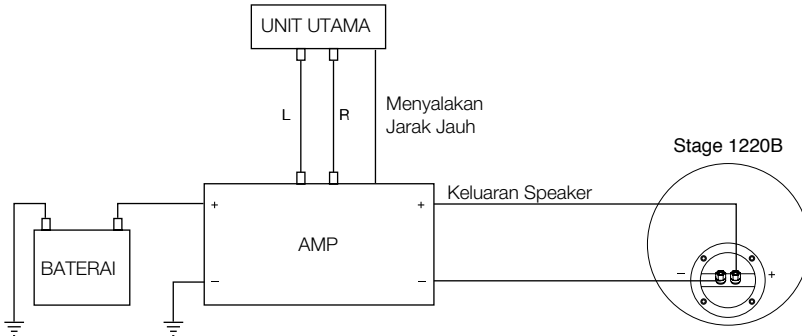 UNIT UTAMA
L
R
Menyalakan
Jarak Jauh
Stage 1220B
Keluaran Speaker
+
+
AMP
BATERAI
−
−
−
+